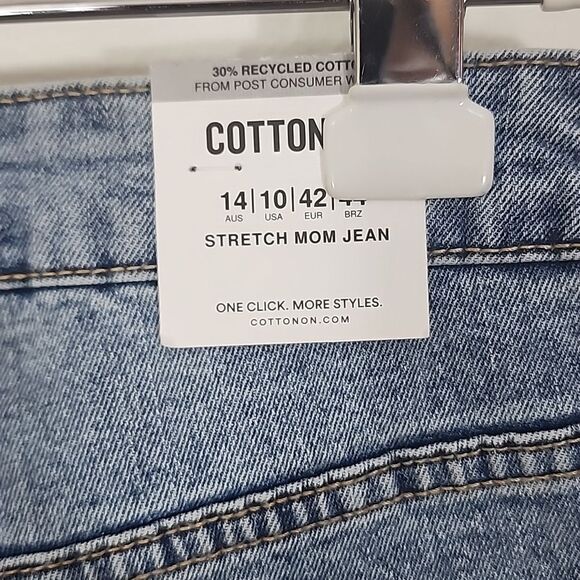 30% RECYCLED
FROM POST CONSUMER
COTTON
14|10|42|
AUS USA EUR BRZ
STRETCH MOM JEAN
ONE CLICK. MORE STYLES.
COTTONON.COM